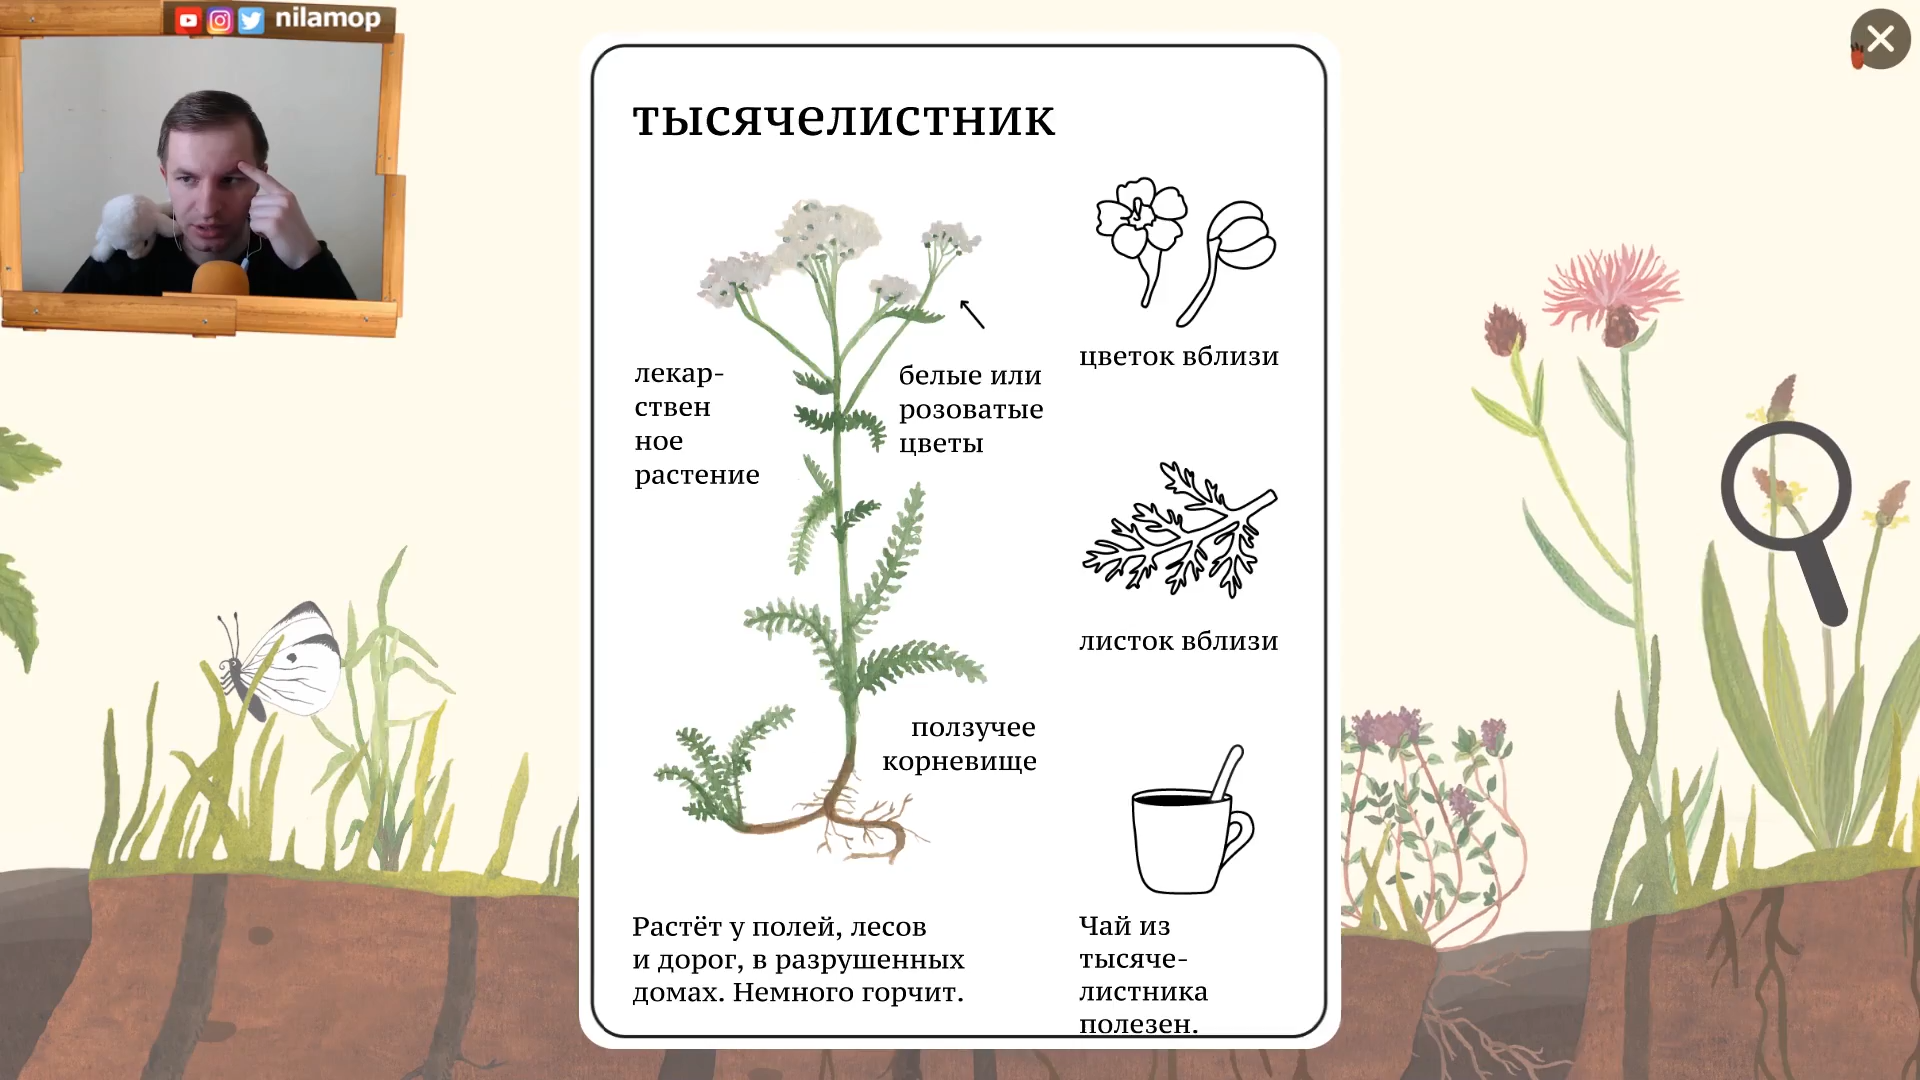 nilamop
тысячелистник
лекар-
ствен
ное
растение
белые или
розоватые
цветы
цветок вблизи
листок вблизи
ползучее
корневище
Растёт у полей, лесов
и дорог, в разрушенных
домах. Немного горчит.
Чай из
тысяче-
листника
полезен.